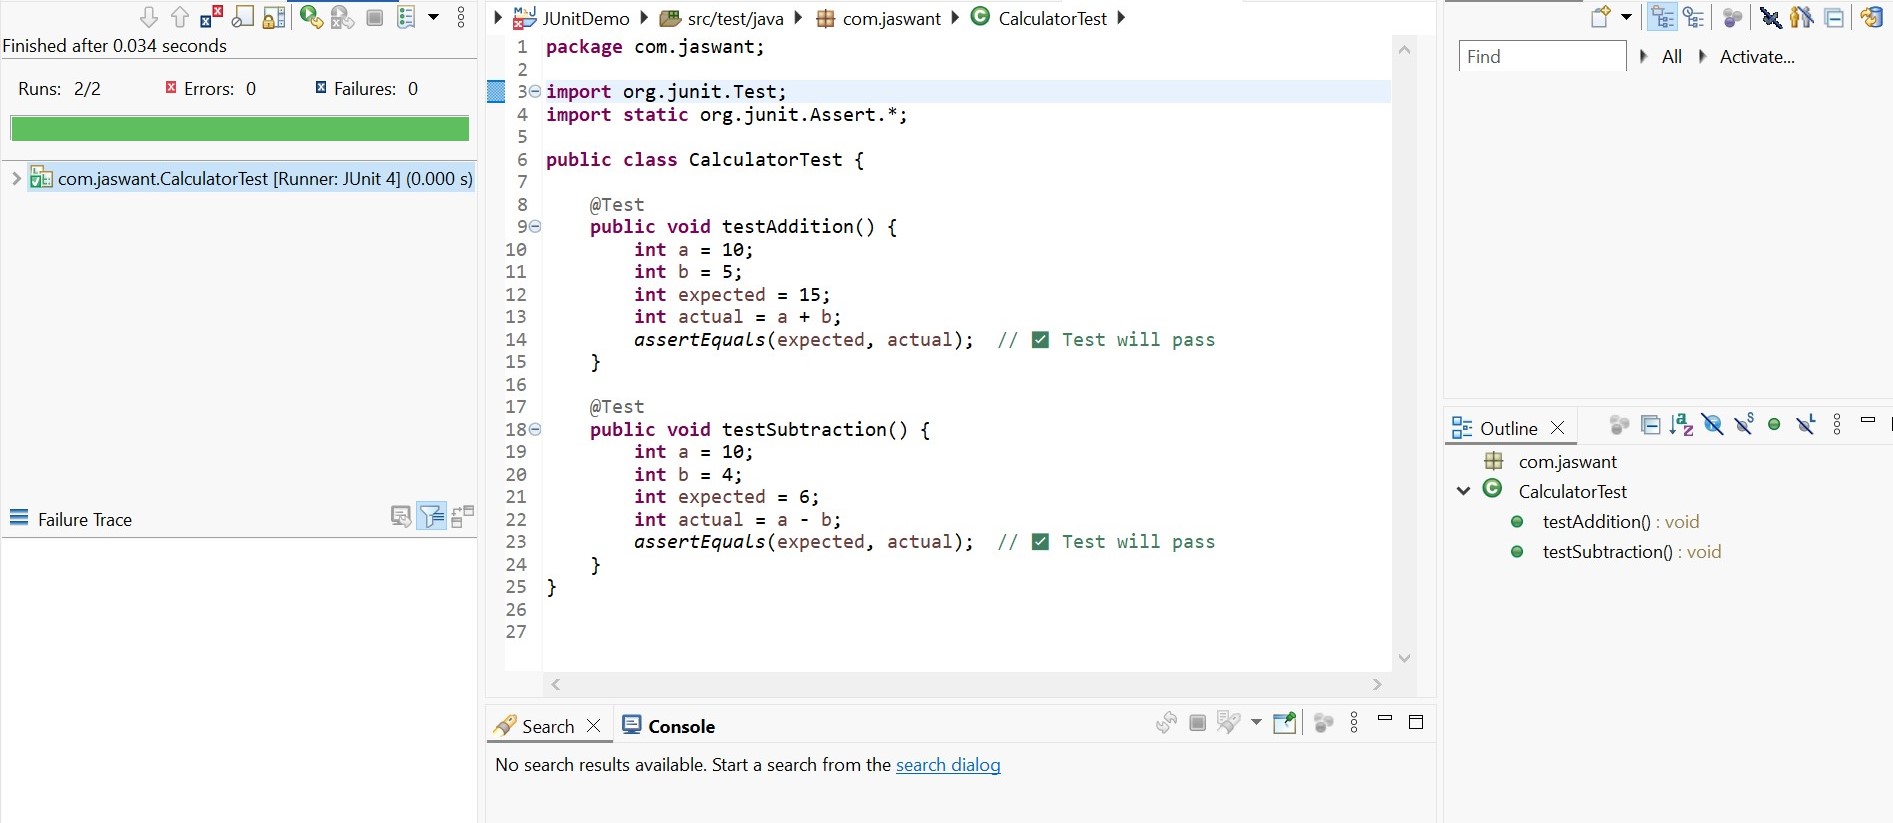 Finished after 0.034 seconds
Runs: 2/2 Errors: 0 Failures: 0
com.jaswant.CalculatorTest [Runner: JUnit 4] (0.000 s)
Failure Trace
JUnitDemo src/test/java com.jaswant CalculatorTest
1 package com.jaswant;
2
3 import org.junit.Test;
4 import static org.junit.Assert.*;
5
6 public class CalculatorTest {
7
8     @Test
9     public void testAddition() {
10         int a = 10;
11         int b = 5;
12         int expected = 15;
13         int actual = a + b;
14         assertEquals(expected, actual);  // ✅ Test will pass
15     }
16
17     @Test
18     public void testSubtraction() {
19         int a = 10;
20         int b = 4;
21         int expected = 6;
22         int actual = a - b;
23         assertEquals(expected, actual);  // ✅ Test will pass
24     }
25 }
26
27
Search Console
No search results available. Start a search from the search dialog
Find All Activate...
Outline
com.jaswant
CalculatorTest
testAddition() : void
testSubtraction() : void